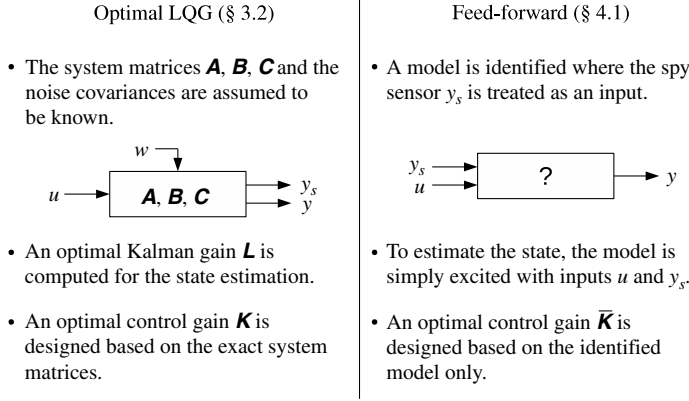 Optimal LQG (§ 3.2)
• The system matrices A, B, C and the
noise covariances are assumed to
be known.
w
u
A, B, C
y_s
y
• An optimal Kalman gain L is
computed for the state estimation.
• An optimal control gain K is
designed based on the exact system
matrices.
Feed-forward (§ 4.1)
• A model is identified where the spy
sensor y_s is treated as an input.
y_s
u
?
y
• To estimate the state, the model is
simply excited with inputs u and y_s.
• An optimal control gain K̅ is
designed based on the identified
model only.